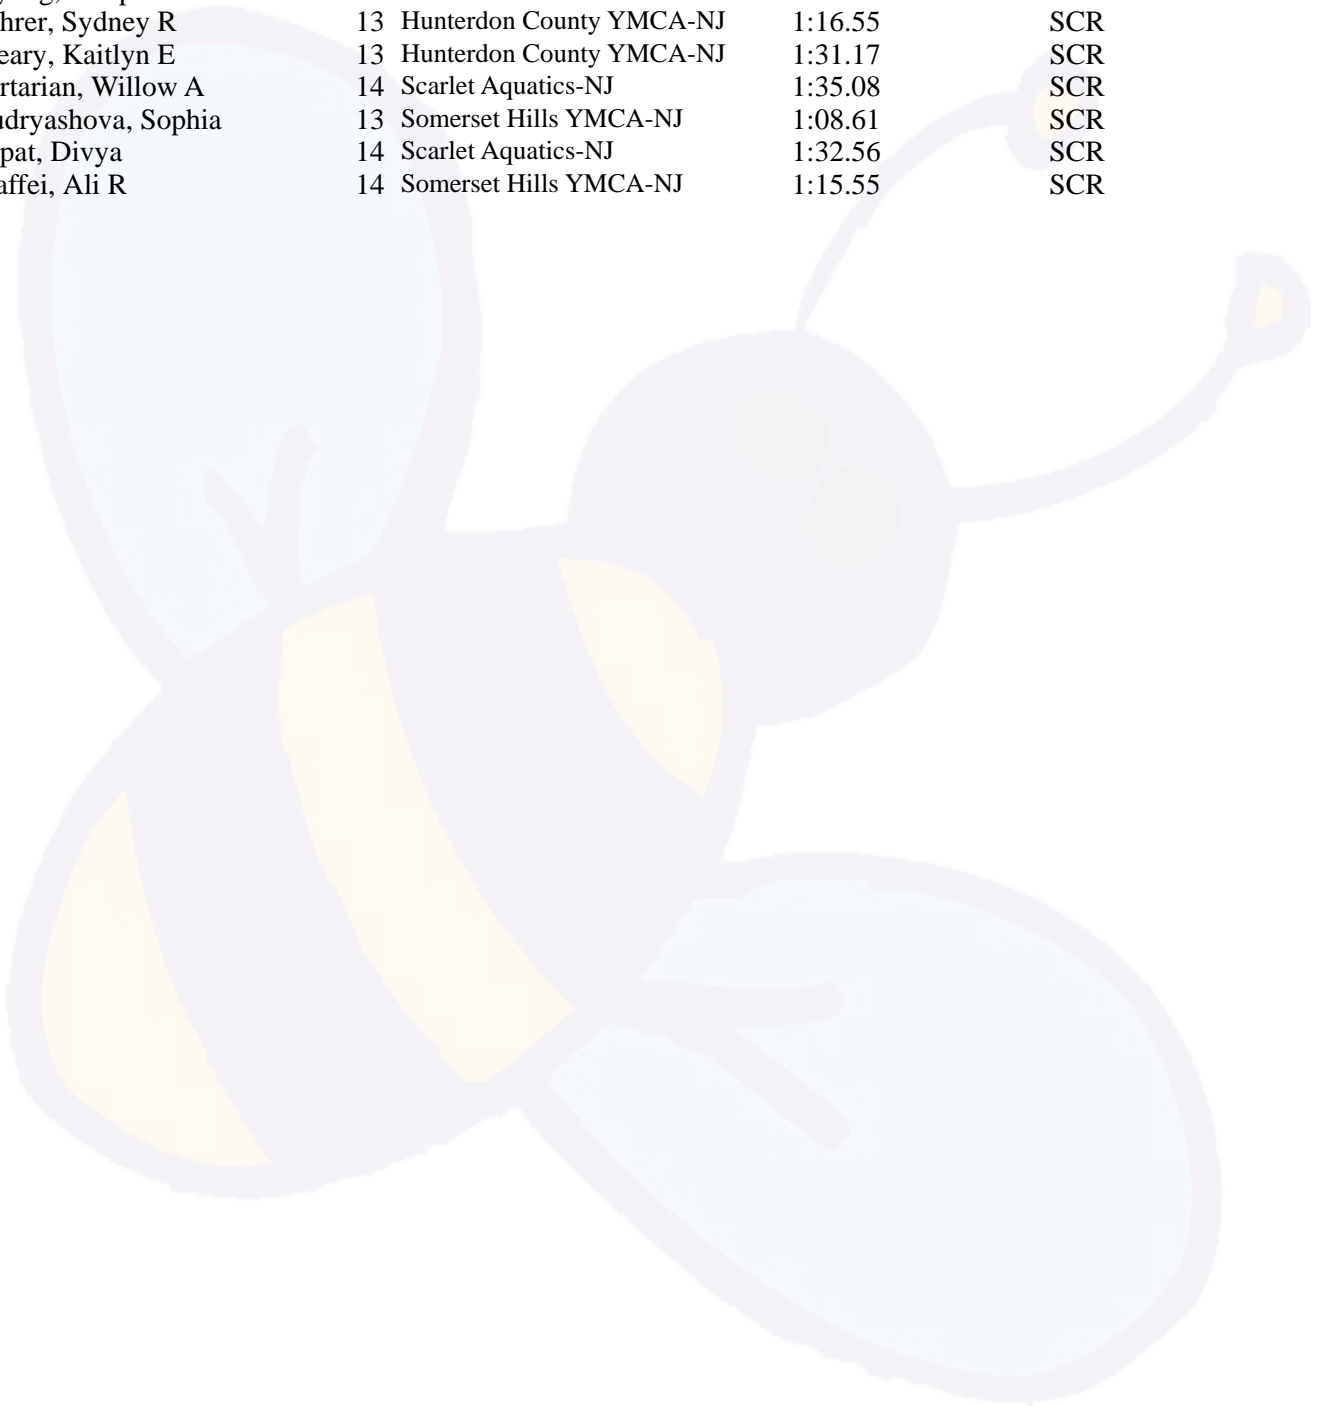 hrer, Sydney R 13 Hunterdon County YMCA-NJ 1:16.55 SCR
eary, Kaitlyn E 13 Hunterdon County YMCA-NJ 1:31.17 SCR
rtarian, Willow A 14 Scarlet Aquatics-NJ 1:35.08 SCR
udryashova, Sophia 13 Somerset Hills YMCA-NJ 1:08.61 SCR
pat, Divya 14 Scarlet Aquatics-NJ 1:32.56 SCR
affei, Ali R 14 Somerset Hills YMCA-NJ 1:15.55 SCR